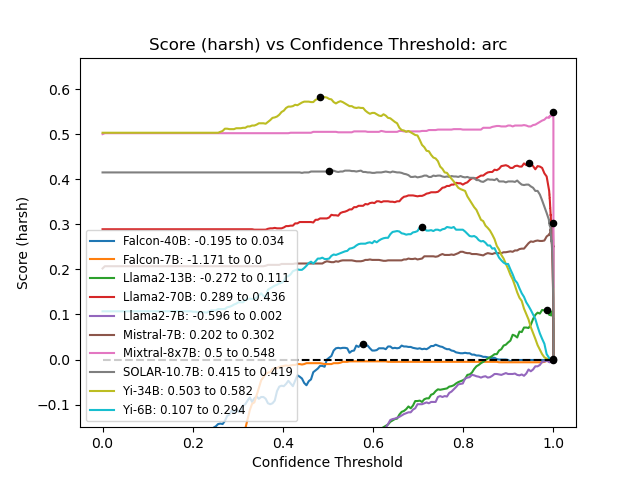 Score (harsh) vs Confidence Threshold: arc
Score (harsh)
0.6
0.5
0.4
0.3
0.2
0.1
0.0
−0.1
Falcon-40B: -0.195 to 0.034
Falcon-7B: -1.171 to 0.0
Llama2-13B: -0.272 to 0.111
Llama2-70B: 0.289 to 0.436
Llama2-7B: -0.596 to 0.002
Mistral-7B: 0.202 to 0.302
Mixtral-8x7B: 0.5 to 0.548
SOLAR-10.7B: 0.415 to 0.419
Yi-34B: 0.503 to 0.582
Yi-6B: 0.107 to 0.294
0.0 0.2 0.4 0.6 0.8 1.0
Confidence Threshold